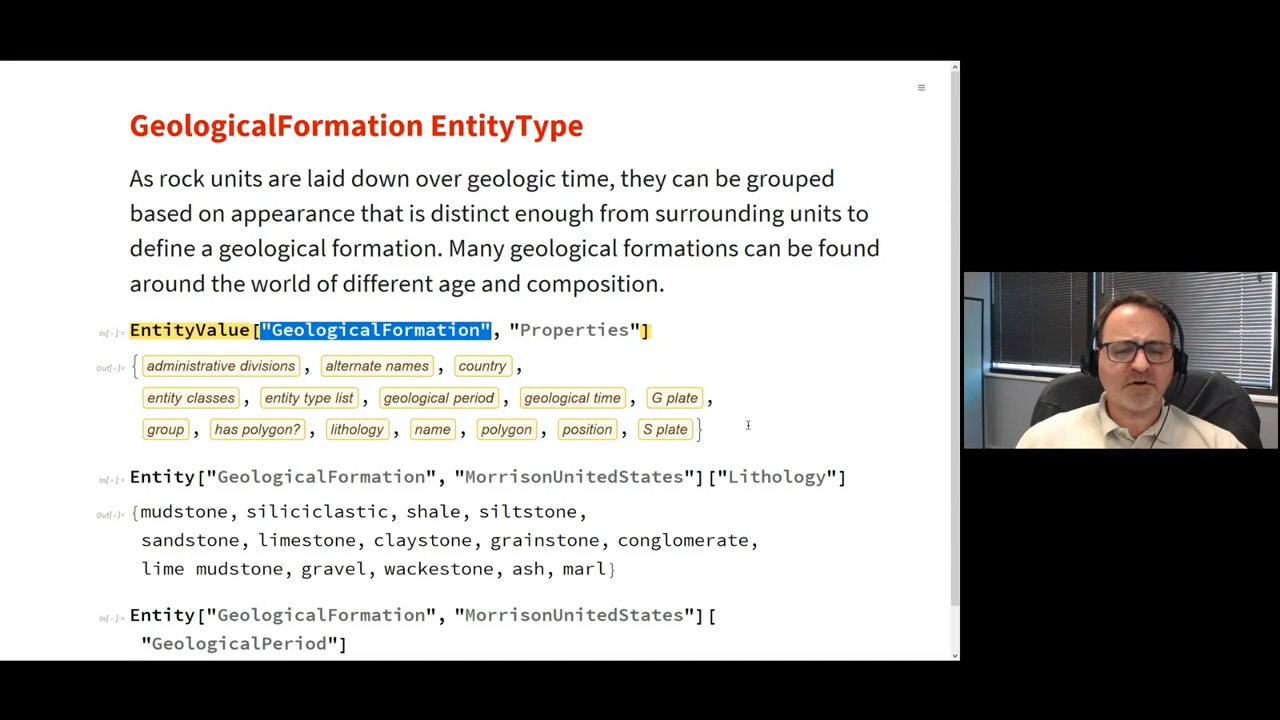 GeologicalFormation EntityType
As rock units are laid down over geologic time, they can be grouped
based on appearance that is distinct enough from surrounding units to
define a geological formation. Many geological formations can be found
around the world of different age and composition.
In[ ]:= EntityValue["GeologicalFormation", "Properties"]
Out[ ]= { administrative divisions , alternate names , country ,
entity classes , entity type list , geological period , geological time , G plate ,
group , has polygon? , lithology , name , polygon , position , S plate }
In[ ]:= Entity["GeologicalFormation", "MorrisonUnitedStates"]["Lithology"]
Out[ ]= {mudstone, siliciclastic, shale, siltstone,
sandstone, limestone, claystone, grainstone, conglomerate,
lime mudstone, gravel, wackestone, ash, marl}
In[ ]:= Entity["GeologicalFormation", "MorrisonUnitedStates"][
"GeologicalPeriod"]